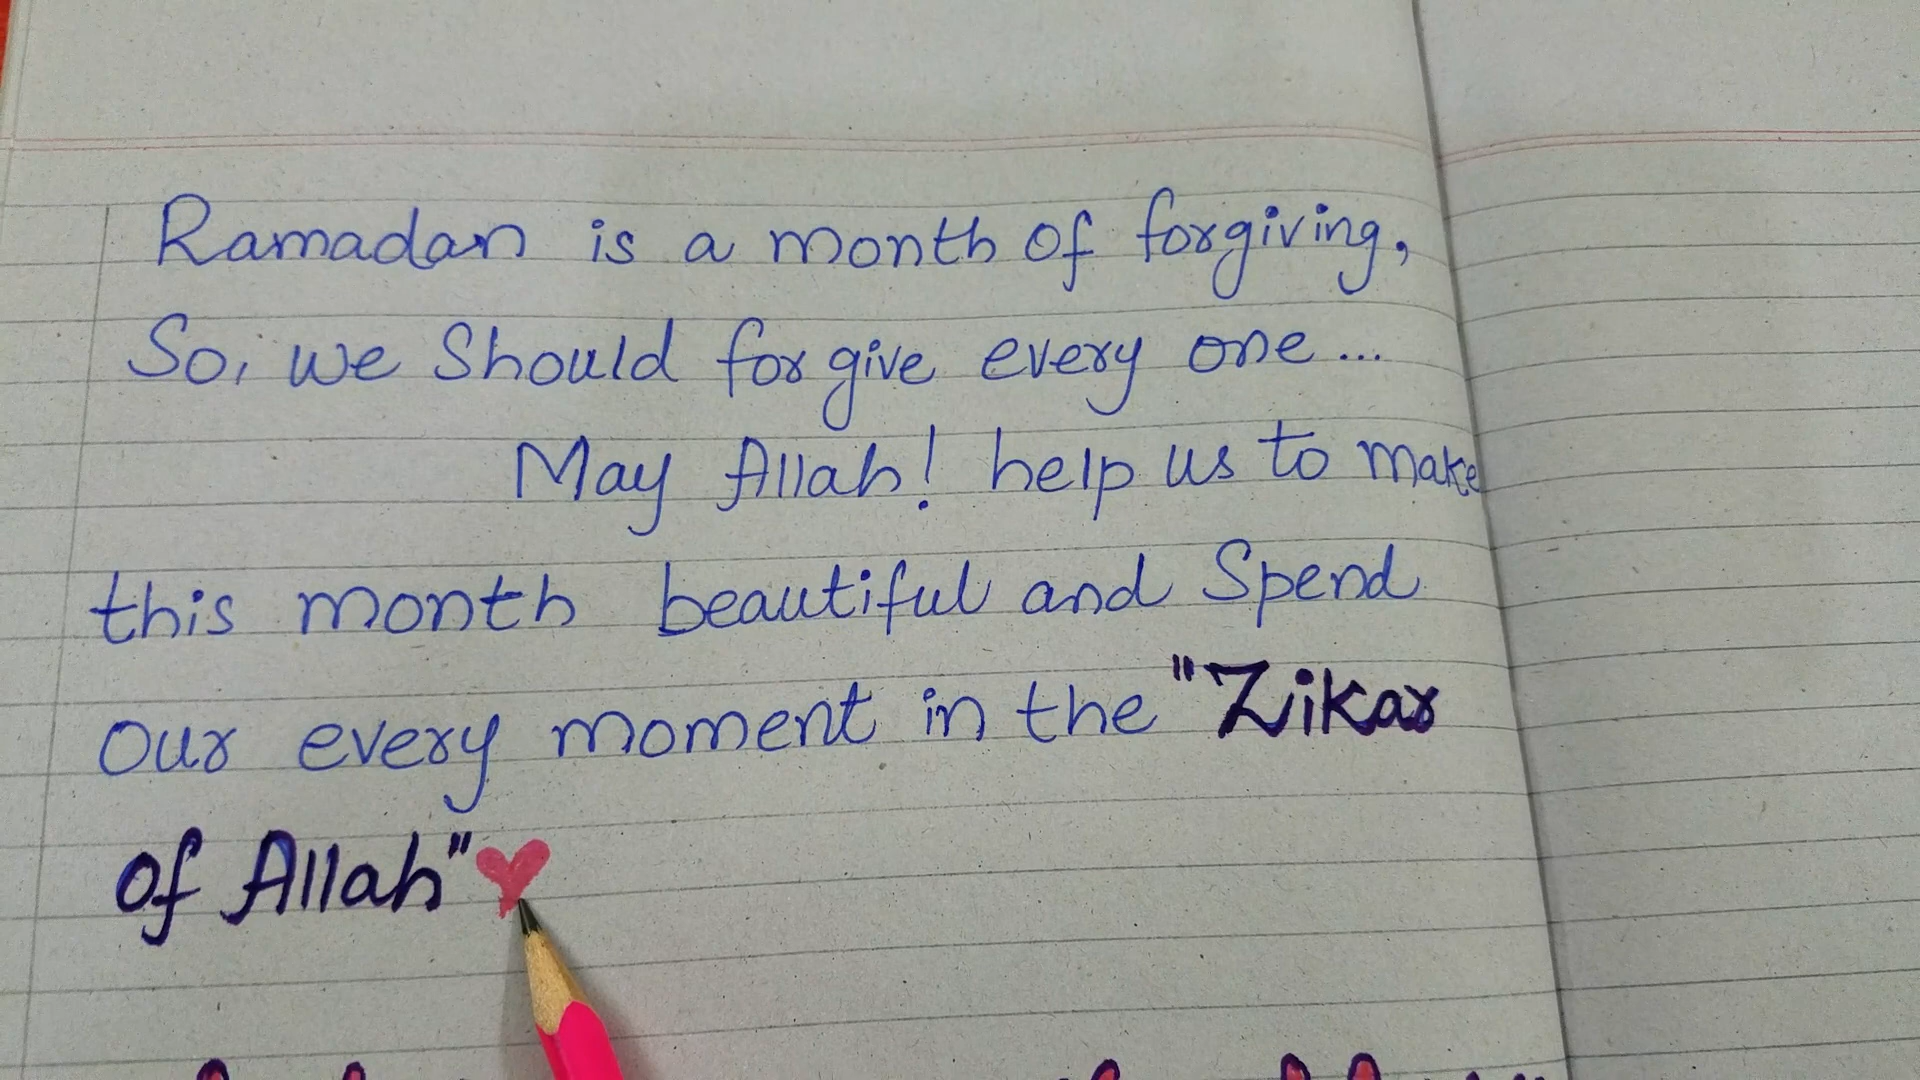 Ramadan is a month of forgiving,
So, we Should forgive every one...
May Allah! help us to make
this month beautiful and Spend
our every moment in the "Zikar
of Allah"